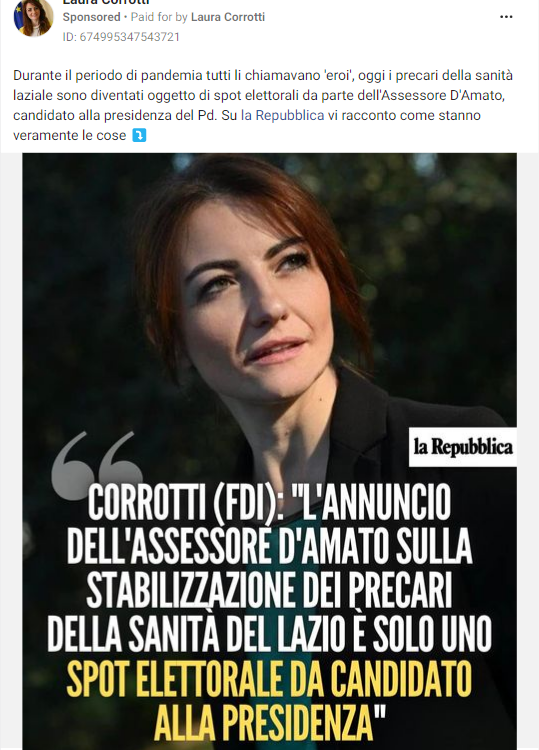 Laura Corrotti
Sponsored • Paid for by Laura Corrotti
ID: 674995347543721
Durante il periodo di pandemia tutti li chiamavano 'eroi', oggi i precari della sanità
laziale sono diventati oggetto di spot elettorali da parte dell'Assessore D'Amato,
candidato alla presidenza del Pd. Su la Repubblica vi racconto come stanno
veramente le cose ⤵️
la Repubblica
“
CORROTTI (FDI): "L'ANNUNCIO
DELL'ASSESSORE D'AMATO SULLA
STABILIZZAZIONE DEI PRECARI
DELLA SANITÀ DEL LAZIO È SOLO UNO
SPOT ELETTORALE DA CANDIDATO
ALLA PRESIDENZA"